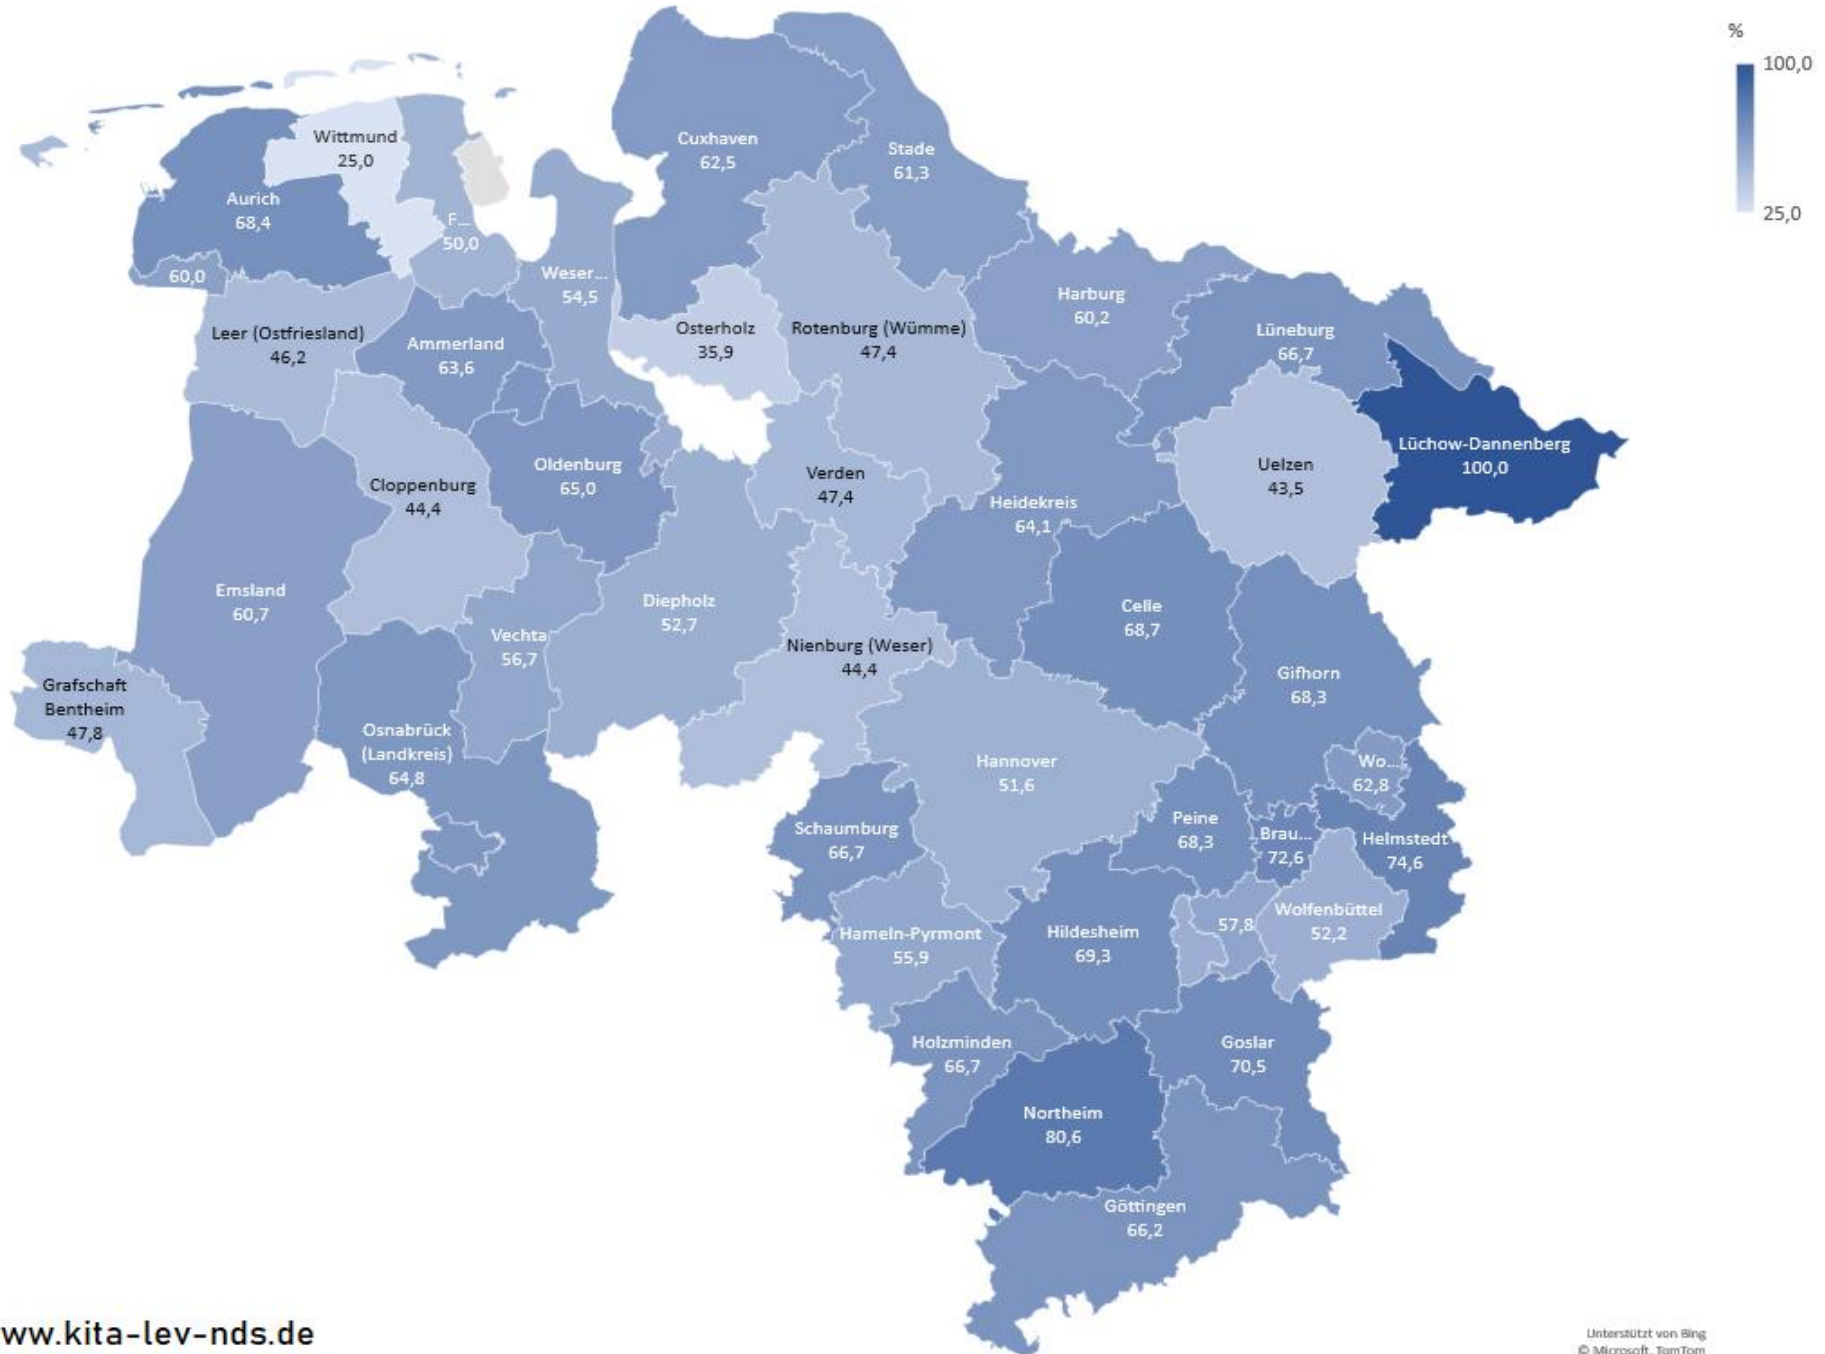 %
100,0
25,0
Wittmund
25,0
Cuxhaven
62,5
Stade
61,3
Aurich
68,4
F...
50,0
60,0
Weser...
54,5
Harburg
60,2
Leer (Ostfriesland)
46,2
Ammerland
63,6
Osterholz
35,9
Rotenburg (Wümme)
47,4
Lüneburg
66,7
Lüchow-Dannenberg
100,0
Cloppenburg
44,4
Oldenburg
65,0
Verden
47,4
Heidekreis
64,1
Uelzen
43,5
Emsland
60,7
Vechta
56,7
Diepholz
52,7
Nienburg (Weser)
44,4
Celle
68,7
Gifhorn
68,3
Grafschaft
Bentheim
47,8
Osnabrück
(Landkreis)
64,8
Hannover
51,6
Wo...
62,8
Schaumburg
66,7
Peine
68,3
Brau...
72,6
Helmstedt
74,6
Hameln-Pyrmont
55,9
Hildesheim
69,3
57,8
Wolfenbüttel
52,2
Holzminden
66,7
Goslar
70,5
Northeim
80,6
Göttingen
66,2
ww.kita-lev-nds.de
Unterstützt von Bing
© Microsoft, TomTom